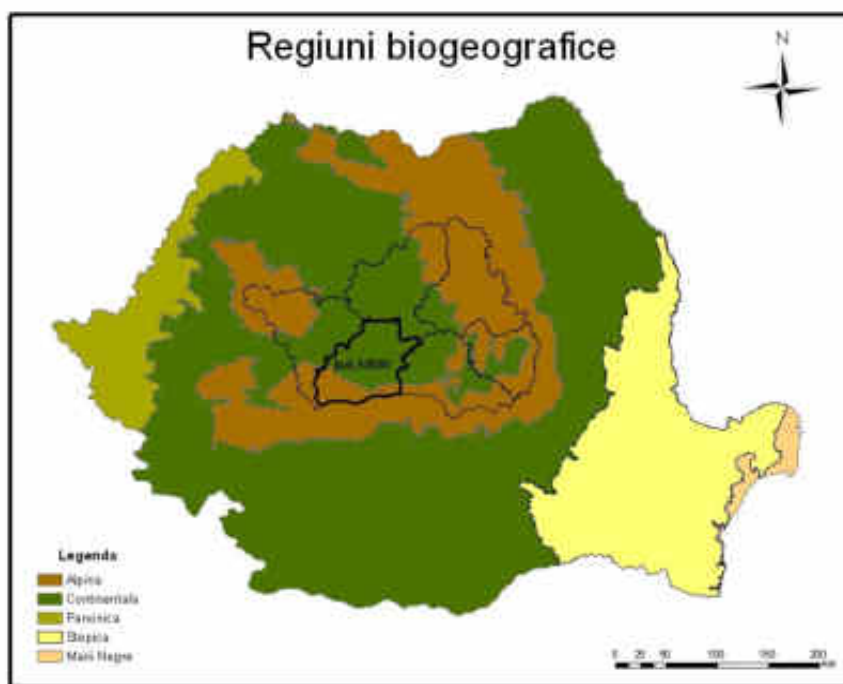 Regiuni biogeografice
N
Legenda
Alpina
Continentala
Panonica
Stepica
Marii Negre
0 25 50 100 150 200